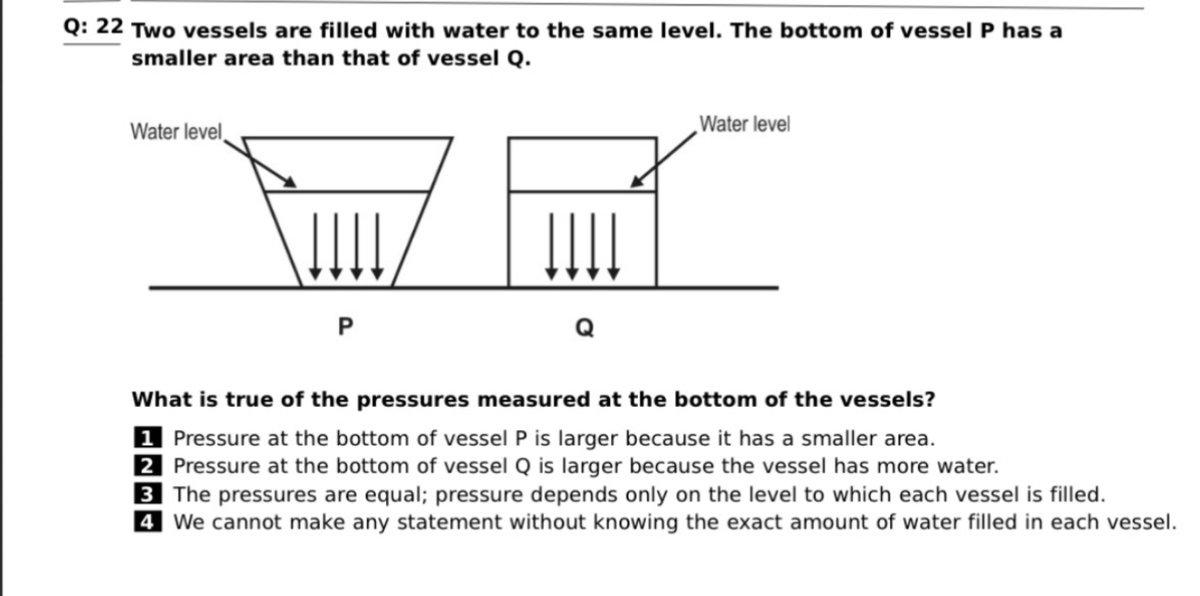 Q: 22 Two vessels are filled with water to the same level. The bottom of vessel P has a
smaller area than that of vessel Q.
Water level
Water level
P
Q
What is true of the pressures measured at the bottom of the vessels?
1 Pressure at the bottom of vessel P is larger because it has a smaller area.
2 Pressure at the bottom of vessel Q is larger because the vessel has more water.
3 The pressures are equal; pressure depends only on the level to which each vessel is filled.
4 We cannot make any statement without knowing the exact amount of water filled in each vessel.